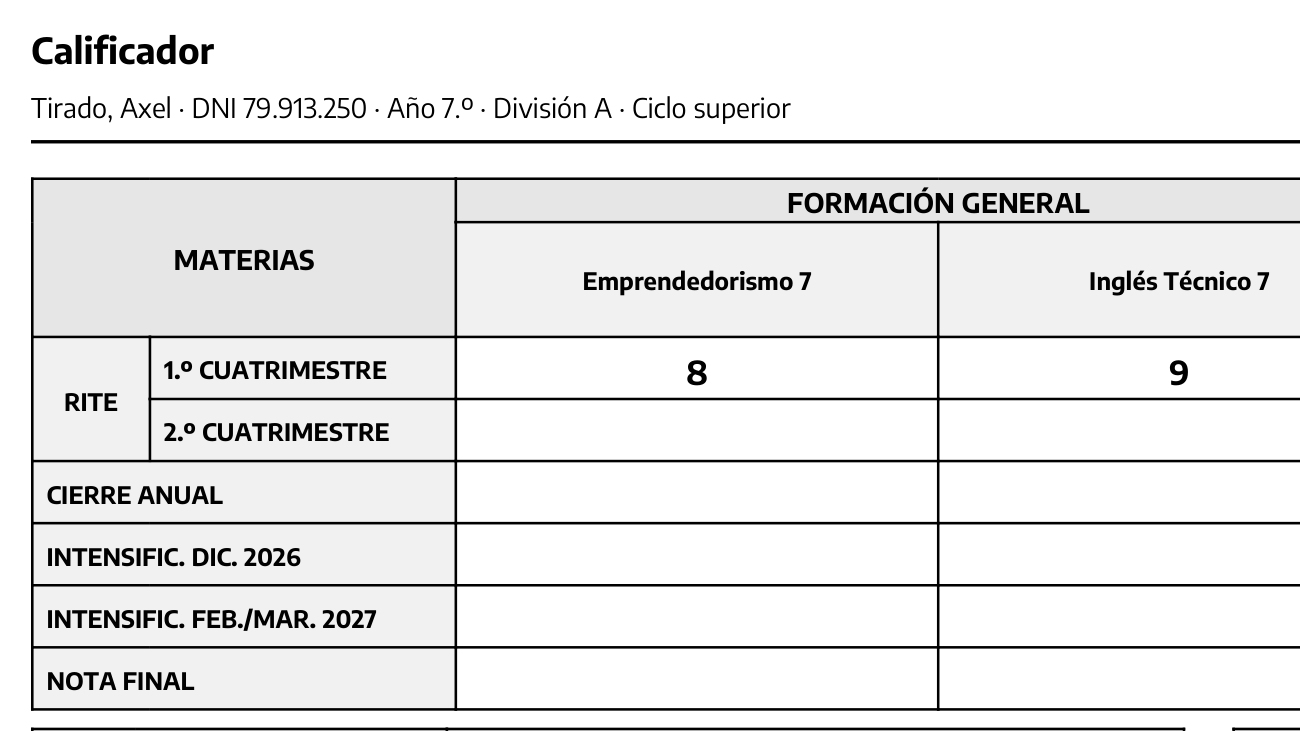 Calificador
Tirado, Axel · DNI 79.913.250 · Año 7.º · División A · Ciclo superior
MATERIAS
FORMACIÓN GENERAL
Emprendedorismo 7
Inglés Técnico 7
RITE
1.º CUATRIMESTRE
8
9
2.º CUATRIMESTRE
CIERRE ANUAL
INTENSIFIC. DIC. 2026
INTENSIFIC. FEB./MAR. 2027
NOTA FINAL